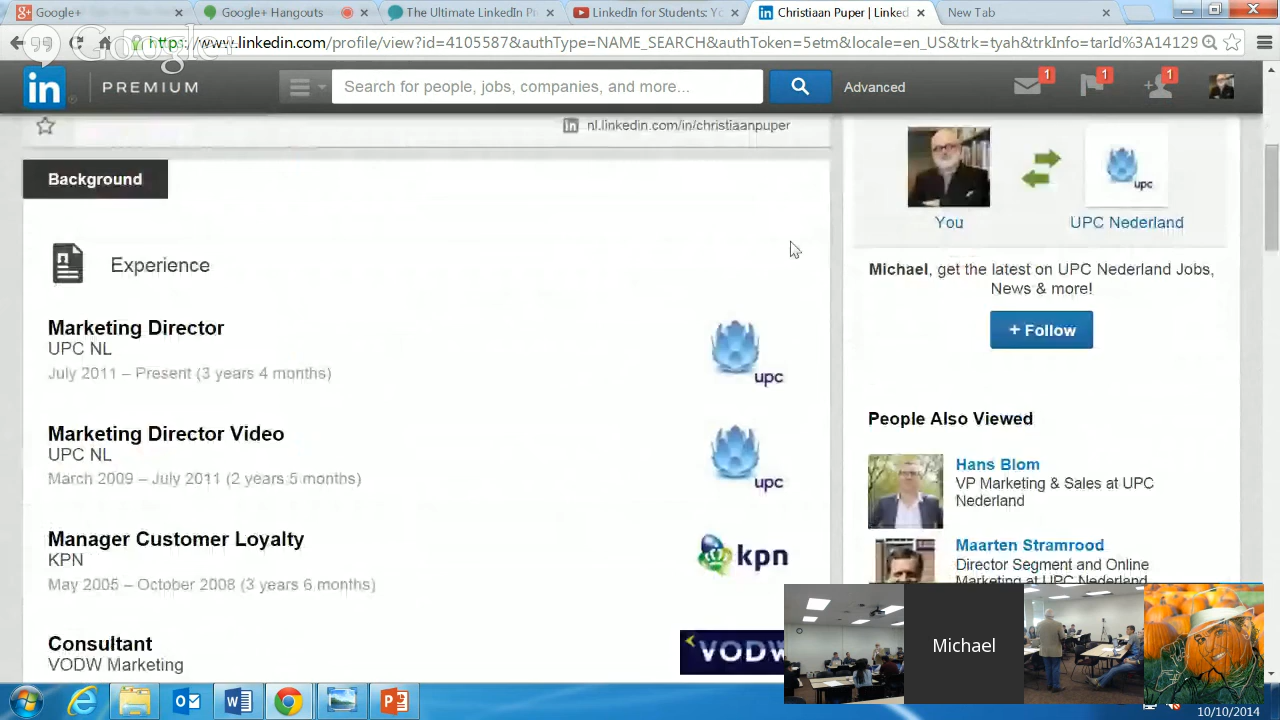 Google+
Google+ Hangouts
The Ultimate LinkedIn Pr
LinkedIn for Students: Yo
Christiaan Puper | Linked
New Tab
https://www.linkedin.com/profile/view?id=4105587&authType=NAME_SEARCH&authToken=5etm&locale=en_US&trk=tyah&trkInfo=tarId%3A14129
Google
in PREMIUM
Search for people, jobs, companies, and more...
Advanced
1
1
1
in nl.linkedin.com/in/christiaanpuper
Background
Experience
Marketing Director
UPC NL
July 2011 – Present (3 years 4 months)
upc
Marketing Director Video
UPC NL
March 2009 – July 2011 (2 years 5 months)
upc
Manager Customer Loyalty
KPN
May 2005 – October 2008 (3 years 6 months)
kpn
Consultant
VODW Marketing
VODW
upc
You
UPC Nederland
Michael, get the latest on UPC Nederland Jobs,
News & more!
+ Follow
People Also Viewed
Hans Blom
VP Marketing & Sales at UPC
Nederland
Maarten Stramrood
Director Segment and Online
Marketing at UPC Nederland
Michael
10/10/2014